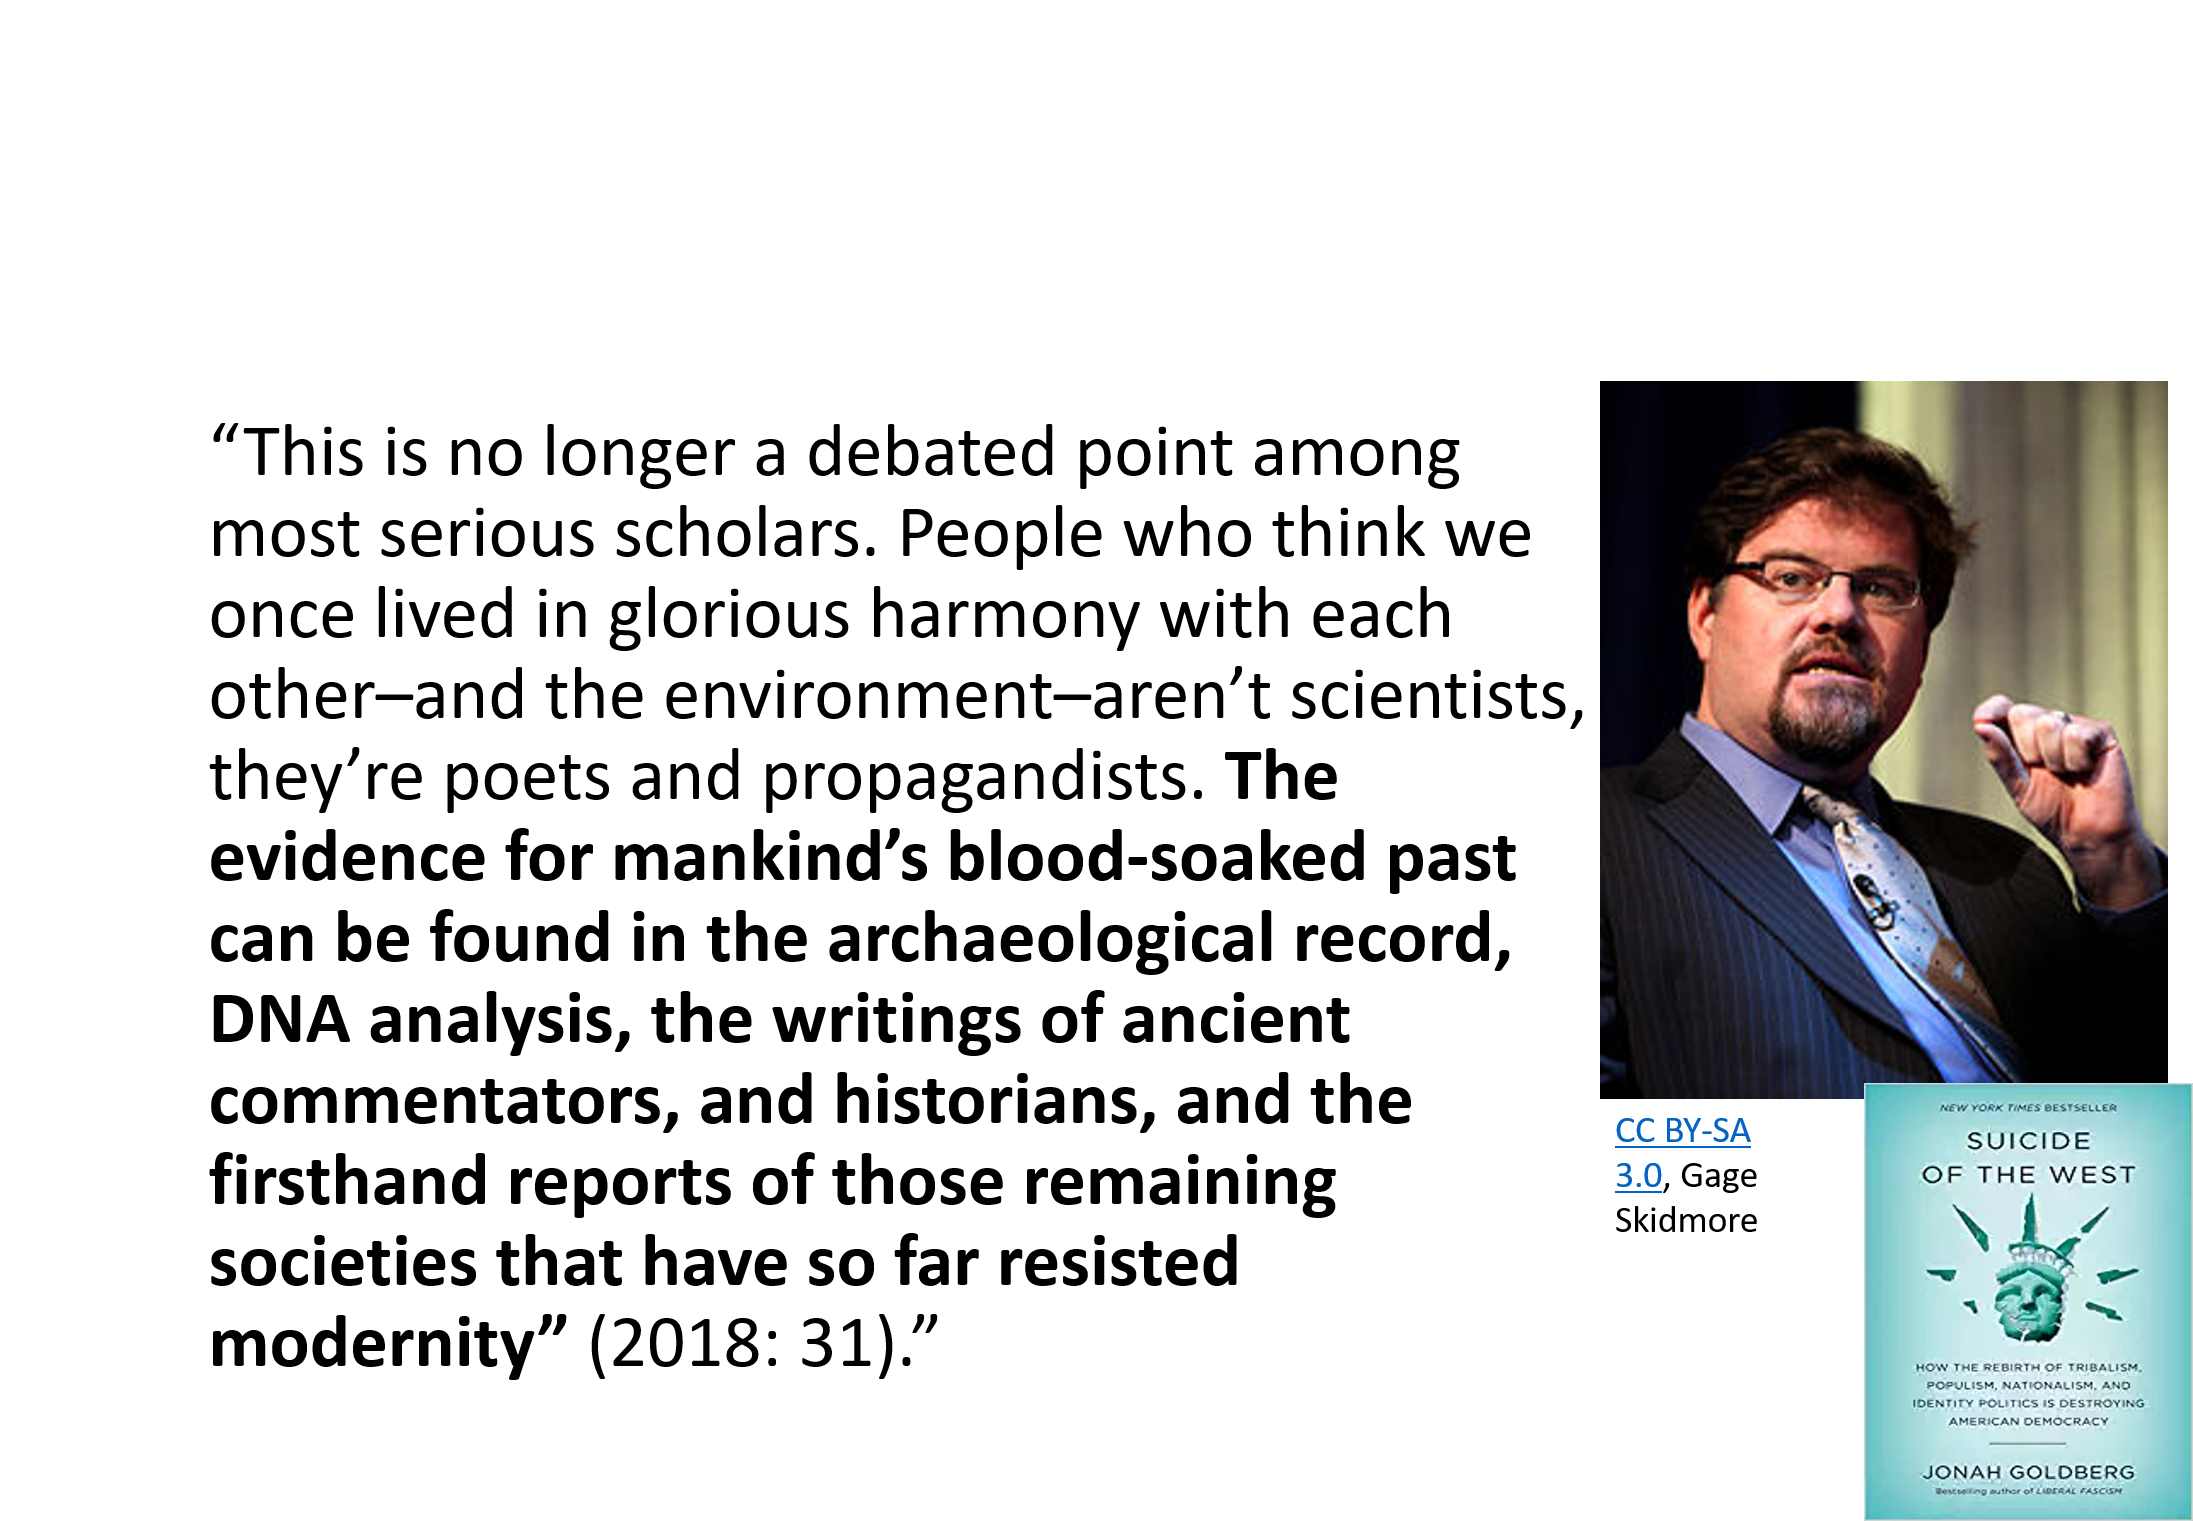 “This is no longer a debated point among
most serious scholars. People who think we
once lived in glorious harmony with each
other–and the environment–aren’t scientists,
they’re poets and propagandists. The
evidence for mankind’s blood-soaked past
can be found in the archaeological record,
DNA analysis, the writings of ancient
commentators, and historians, and the
firsthand reports of those remaining
societies that have so far resisted
modernity” (2018: 31).”
CC BY-SA
3.0, Gage
Skidmore
NEW YORK TIMES BESTSELLER
SUICIDE
OF THE WEST
HOW THE REBIRTH OF TRIBALISM,
POPULISM, NATIONALISM, AND
IDENTITY POLITICS IS DESTROYING
AMERICAN DEMOCRACY
JONAH GOLDBERG
Bestselling author of LIBERAL FASCISM